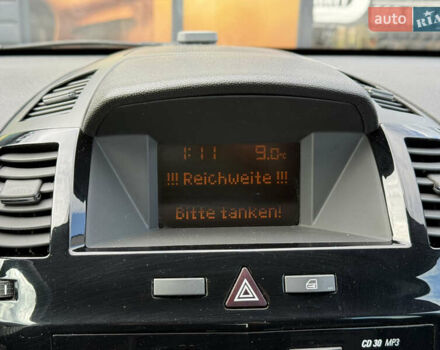 auto RIA
1:11 9.0°C
!!! Reichweite !!!
Bitte tanken!
CD 30 MP3